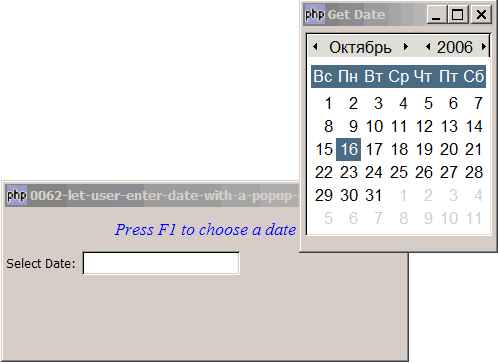 php Get Date
Октябрь 2006
Вс Пн Вт Ср Чт Пт Сб
1 2 3 4 5 6 7
8 9 10 11 12 13 14
15 16 17 18 19 20 21
22 23 24 25 26 27 28
29 30 31 1 2 3 4
5 6 7 8 9 10 11
php 0062-let-user-enter-date-with-a-popup-
Press F1 to choose a date
Select Date: